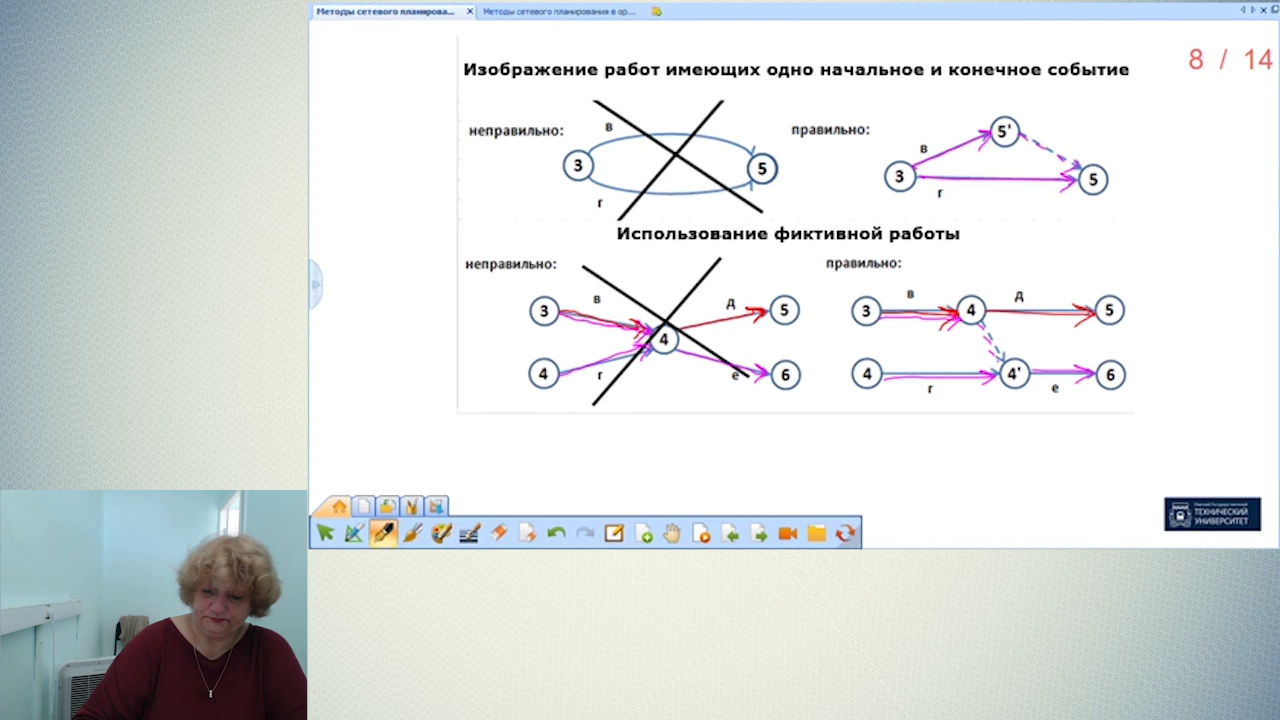 Методы сетевого планирова...
Методы сетевого планирования в ор...
8 / 14
Изображение работ имеющих одно начальное и конечное событие
неправильно:
в
3
5
г
правильно:
5'
в
3
5
г
Использование фиктивной работы
неправильно:
в
д
3
5
4
4
г
е
6
правильно:
в
д
3
4
5
4
4'
6
г
е
ТЕХНИЧЕСКИЙ
УНИВЕРСИТЕТ